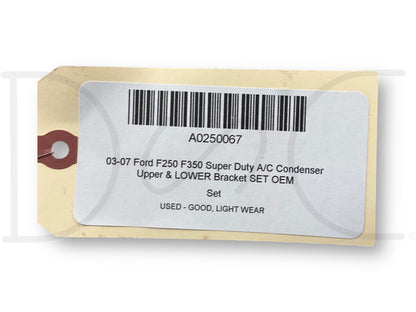 A0250067
03-07 Ford F250 F350 Super Duty A/C Condenser
Upper & LOWER Bracket SET OEM
Set
USED - GOOD, LIGHT WEAR